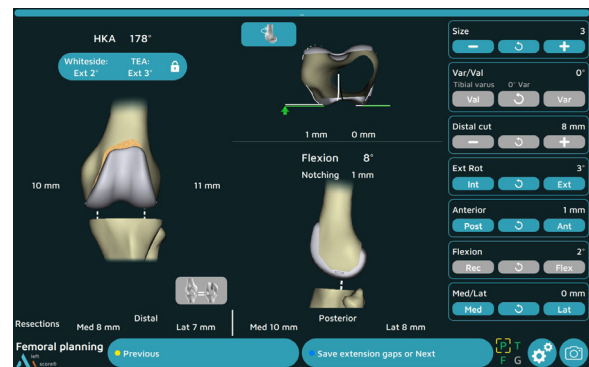 HKA 178°
Whiteside: TEA:
Ext 2° Ext 3°
10 mm 11 mm
1 mm 0 mm
Flexion 8°
Notching 1 mm
Size 3
Var/Val 0°
Tibial varus 0° Var
Val Var
Distal cut 8 mm
Ext Rot 3°
Int Ext
Anterior 1 mm
Post Ant
Flexion 2°
Rec Flex
Med/Lat 0 mm
Med Lat
Distal Posterior
Resections Med 8 mm Lat 7 mm Med 10 mm Lat 8 mm
Femoral planning
left
score®
Previous
Save extension gaps or Next
P T
F G